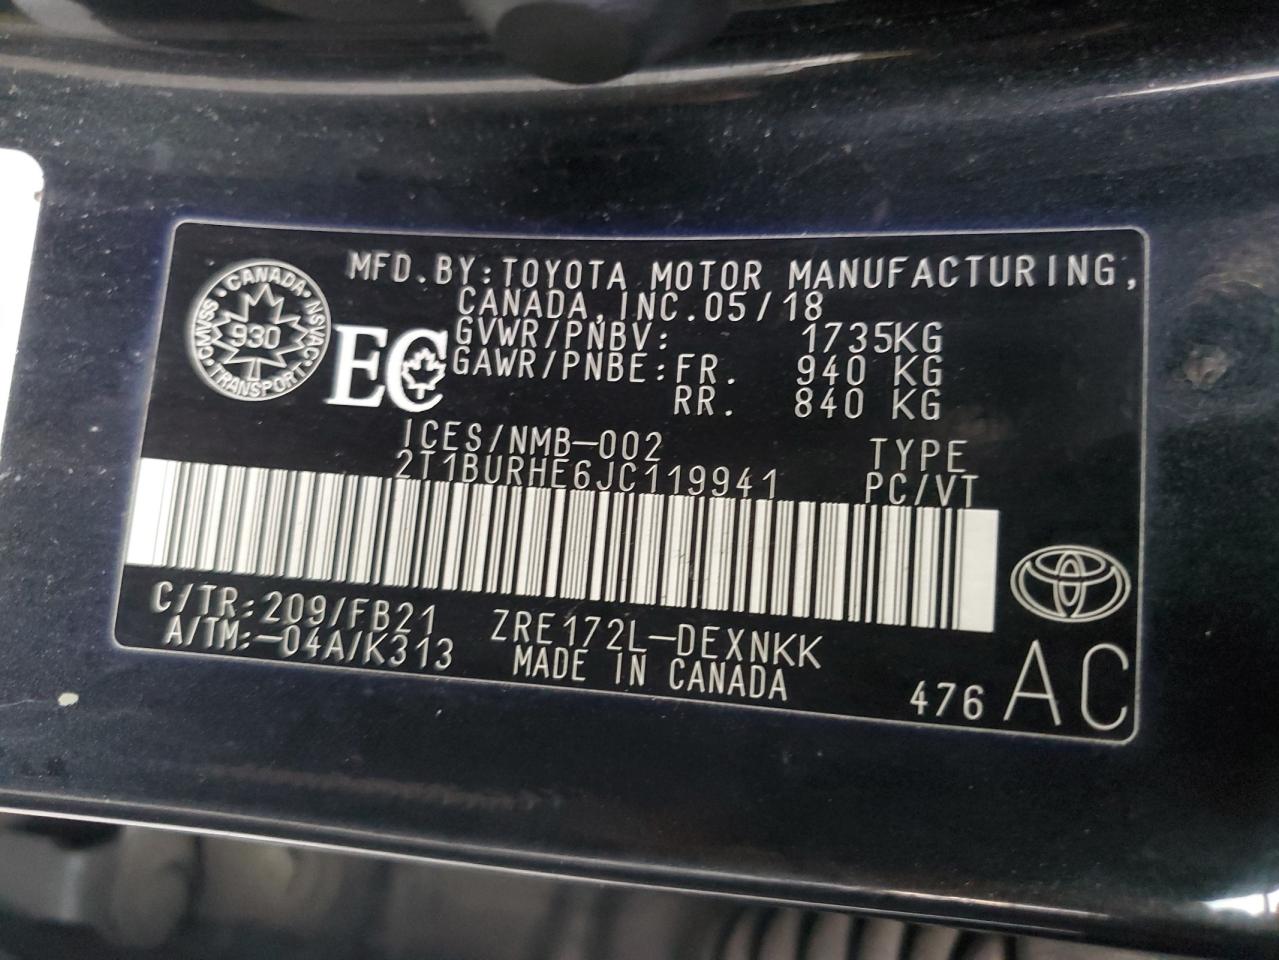 MFD.BY:TOYOTA MOTOR MANUFACTURING,
CANADA,INC.05/18
GVWR/PNBV: 1735KG
GAWR/PNBE:FR. 940 KG
RR. 840 KG
CANADA·NSVAC·TRANSPORT·CMVSS
930
EC
ICES/NMB-002 TYPE
2T1BURHE6JC119941 PC/VT
C/TR:209/FB21 ZRE172L-DEXNKK
A/TM:-04A/K313 MADE IN CANADA
476 AC